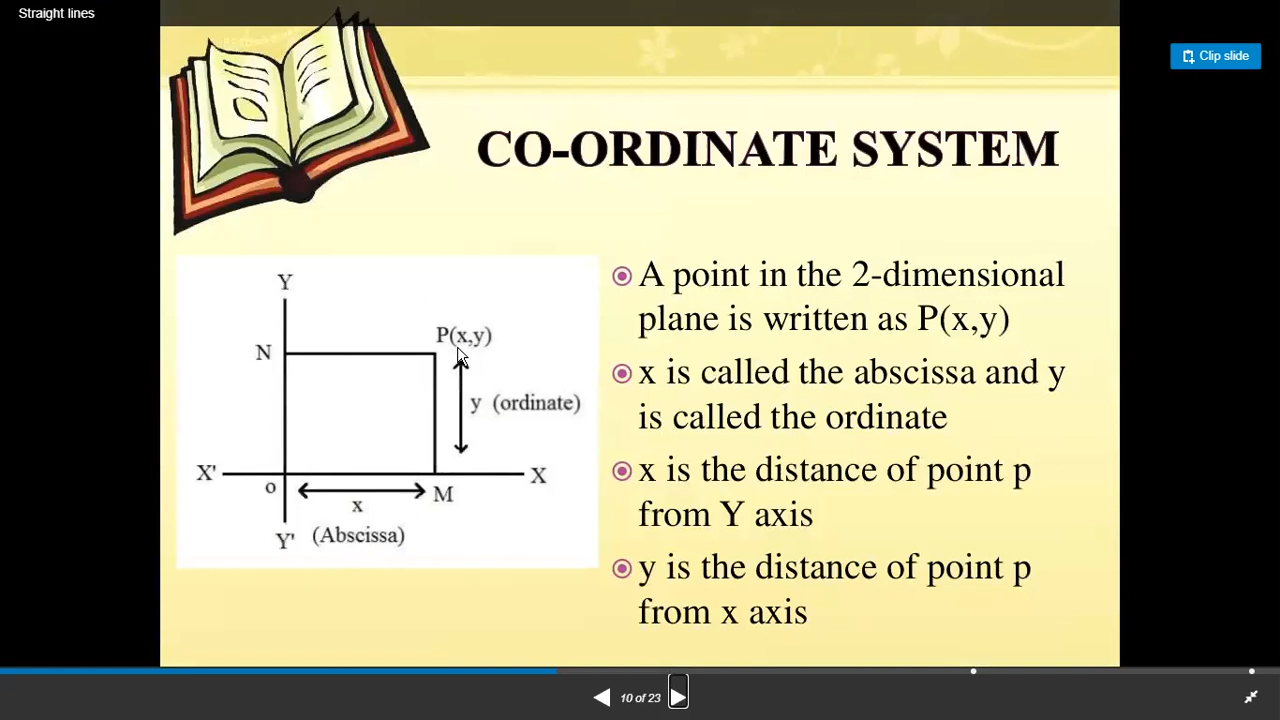 Straight lines
Clip slide
CO-ORDINATE SYSTEM
Y
P(x,y)
N
y (ordinate)
X'
X
o
M
x
Y'
(Abscissa)
A point in the 2-dimensional
plane is written as P(x,y)
x is called the abscissa and y
is called the ordinate
x is the distance of point p
from Y axis
y is the distance of point p
from x axis
10 of 23